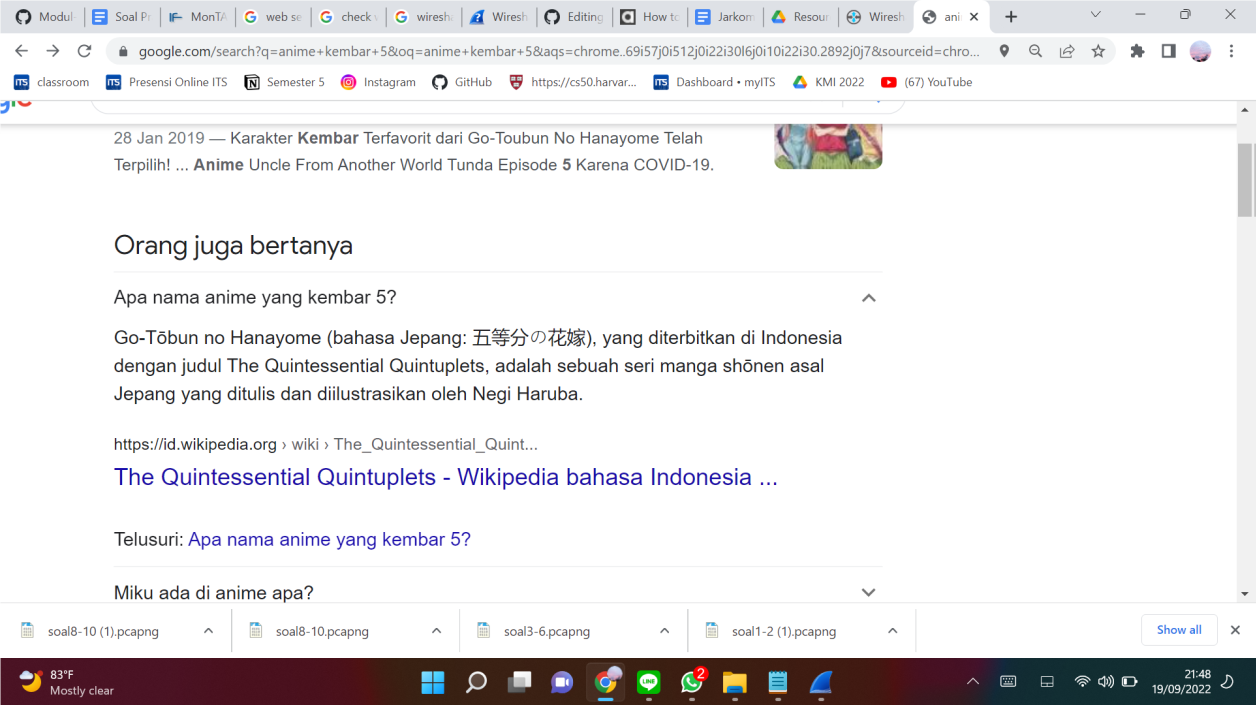 Modul
Soal Pr
MonTA
web se
check v
wiresha
Wiresh
Editing
How to
Jarkom
Resour
Wiresh
ani
google.com/search?q=anime+kembar+5&oq=anime+kembar+5&aqs=chrome..69i57j0i512j0i22i30l6j0i10i22i30.2892j0j7&sourceid=chro...
ITS classroom
ITS Presensi Online ITS
Semester 5
Instagram
GitHub
https://cs50.harvar...
ITS Dashboard • myITS
KMI 2022
(67) YouTube
28 Jan 2019 — Karakter Kembar Terfavorit dari Go-Toubun No Hanayome Telah
Terpilih! ... Anime Uncle From Another World Tunda Episode 5 Karena COVID-19.
Orang juga bertanya
Apa nama anime yang kembar 5?
Go-Tōbun no Hanayome (bahasa Jepang: 五等分の花嫁), yang diterbitkan di Indonesia
dengan judul The Quintessential Quintuplets, adalah sebuah seri manga shōnen asal
Jepang yang ditulis dan diilustrasikan oleh Negi Haruba.
https://id.wikipedia.org › wiki › The_Quintessential_Quint...
The Quintessential Quintuplets - Wikipedia bahasa Indonesia ...
Telusuri: Apa nama anime yang kembar 5?
Miku ada di anime apa?
soal8-10 (1).pcapng
soal8-10.pcapng
soal3-6.pcapng
soal1-2 (1).pcapng
Show all
83°F
Mostly clear
LINE
2
21:48
19/09/2022